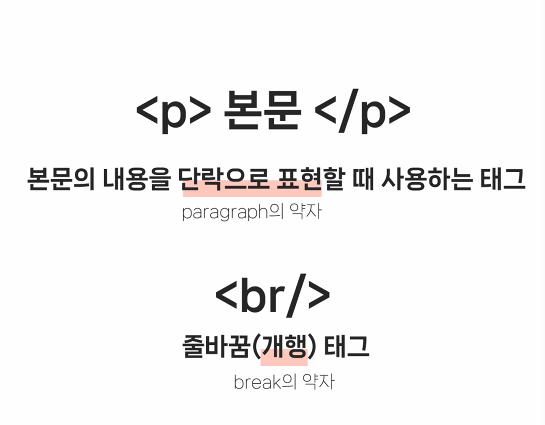 <p> 본문 </p>
본문의 내용을 단락으로 표현할 때 사용하는 태그
paragraph의 약자
<br/>
줄바꿈(개행) 태그
break의 약자